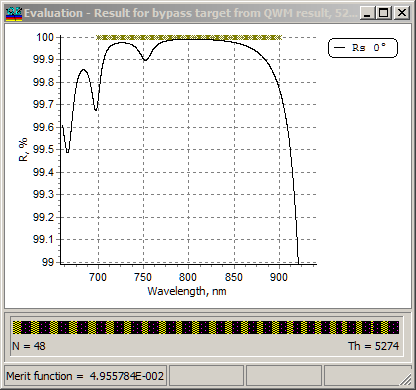 Evaluation - Result for bypass target from QWM result, 52...
100
99.9
99.8
99.7
99.6
99.5
99.4
99.3
99.2
99.1
99
R, %
700 750 800 850 900
Wavelength, nm
Rs 0°
N = 48 Th = 5274
Merit function = 4.955784E-002